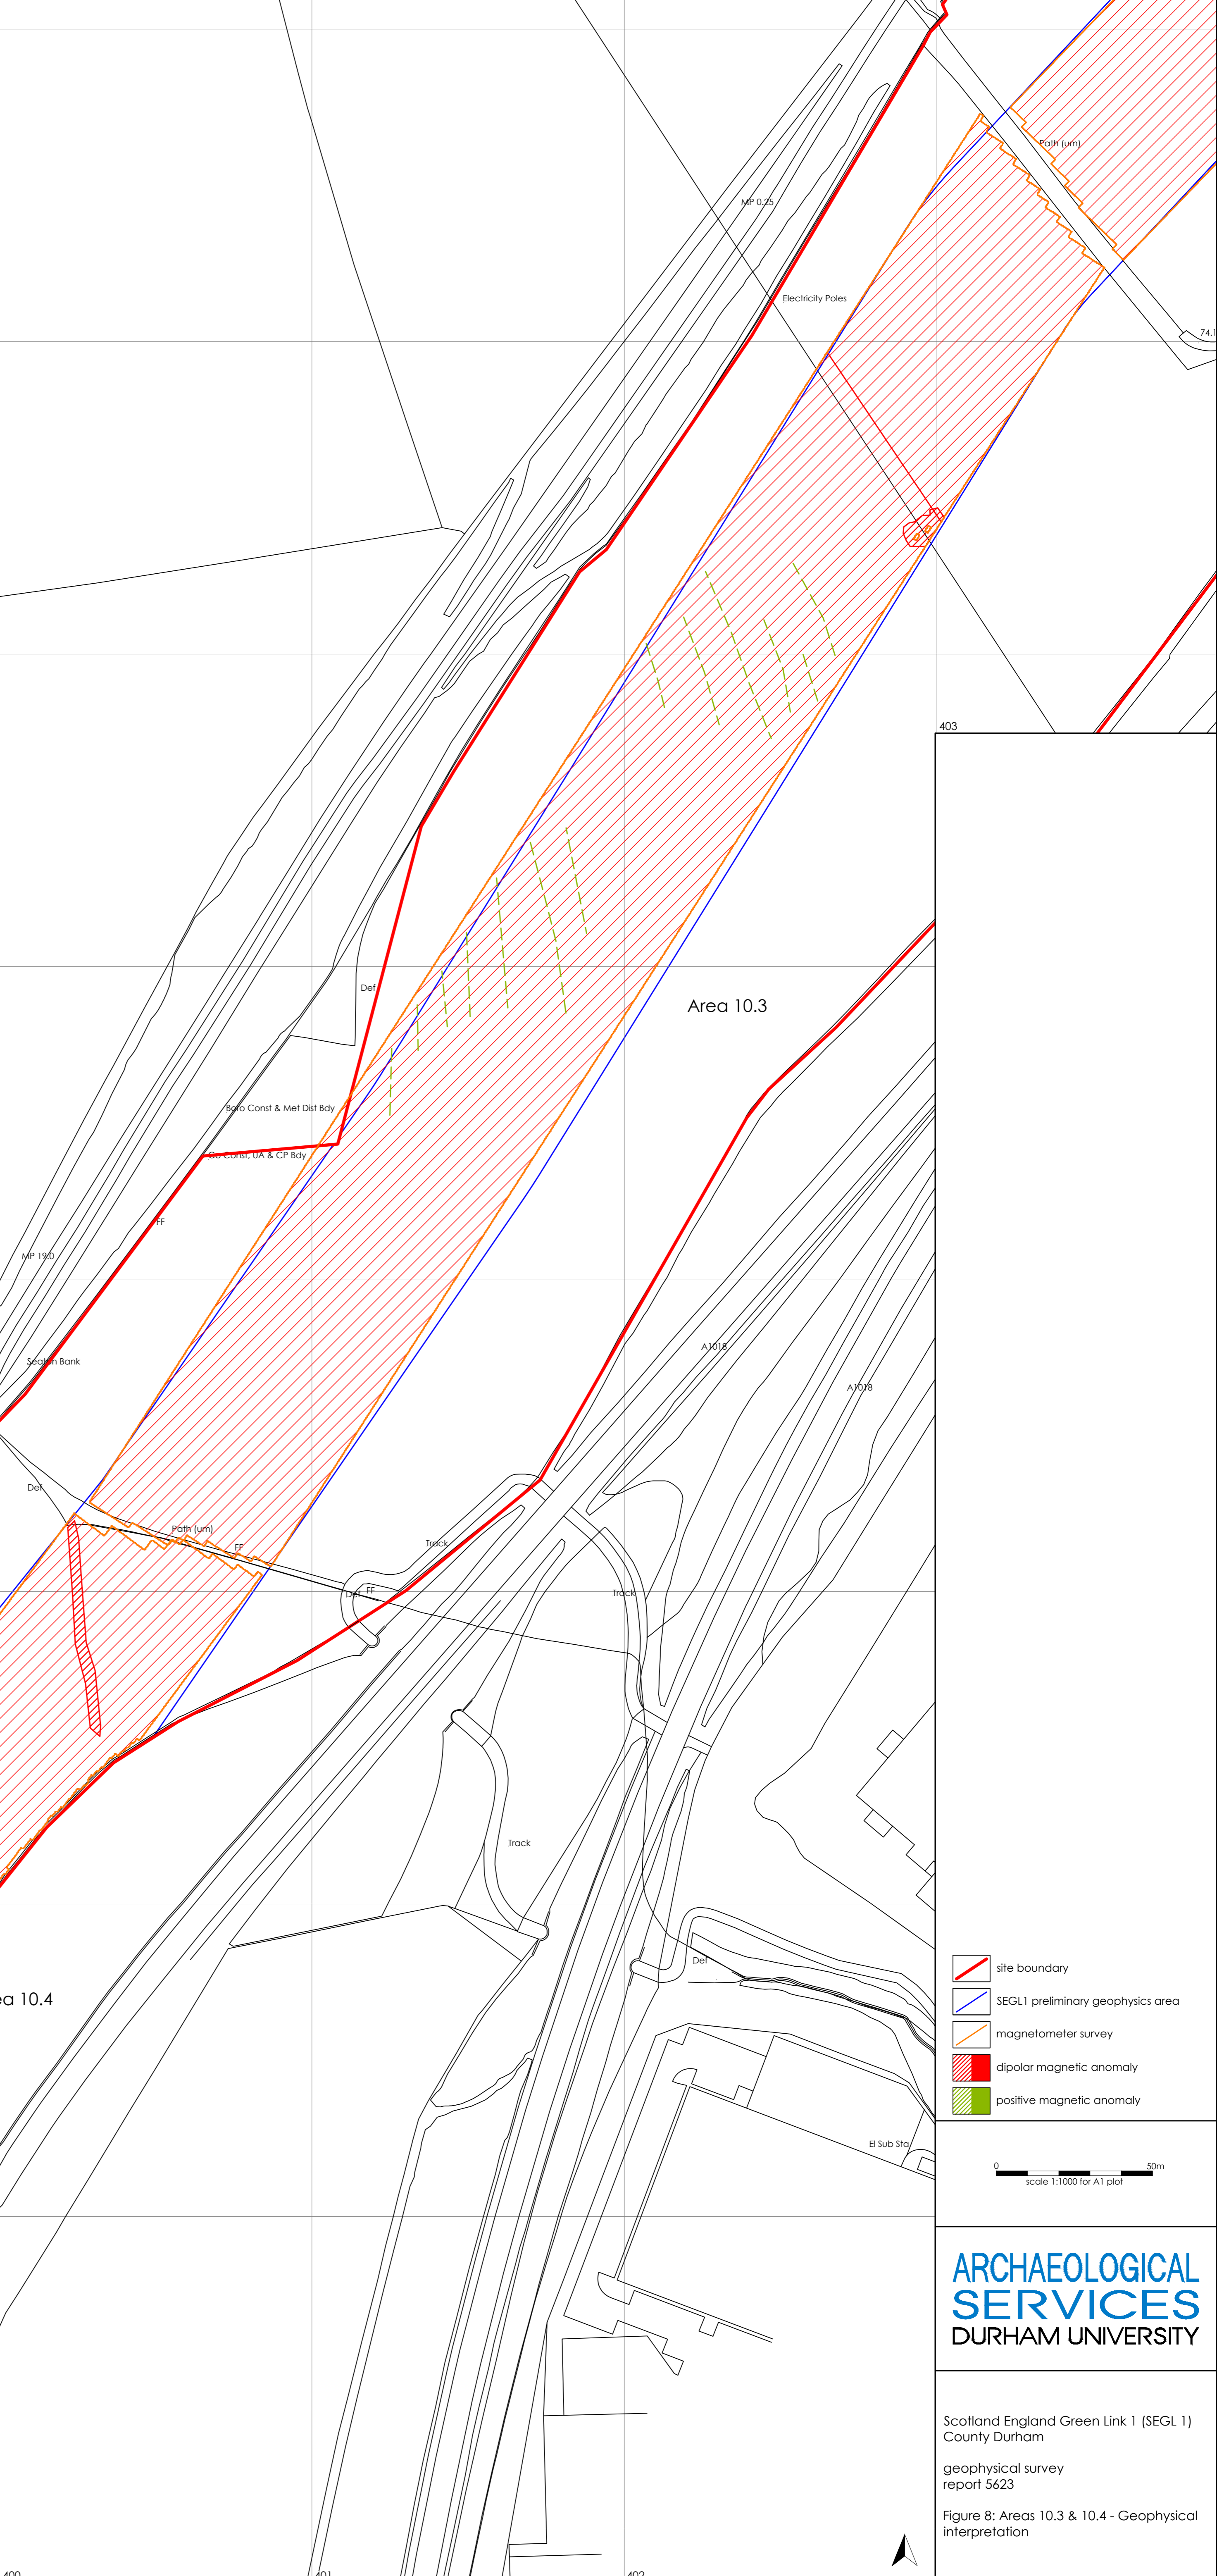 Path (um)
MP 0.25
Electricity Poles
74.1
403
Def
Area 10.3
Boro Const & Met Dist Bdy
Co Const, UA & CP Bdy
FF
MP 19.0
A1018
Seaton Bank
A1018
Def
Path (um)
Track
FF
Def
FF
Track
Track
Def
ea 10.4
El Sub Sta
site boundary
SEGL1 preliminary geophysics area
magnetometer survey
dipolar magnetic anomaly
positive magnetic anomaly
0 50m
scale 1:1000 for A1 plot
ARCHAEOLOGICAL
SERVICES
DURHAM UNIVERSITY
Scotland England Green Link 1 (SEGL 1)
County Durham
geophysical survey
report 5623
Figure 8: Areas 10.3 & 10.4 - Geophysical
interpretation
400 401 402